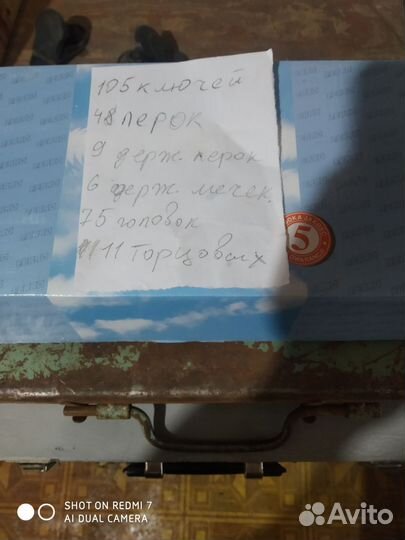 105 ключей
48 перок
9 держ. перок
6 держ. мечек.
75 головок
11 торцовых
5
SHOT ON REDMI 7
AI DUAL CAMERA
Avito